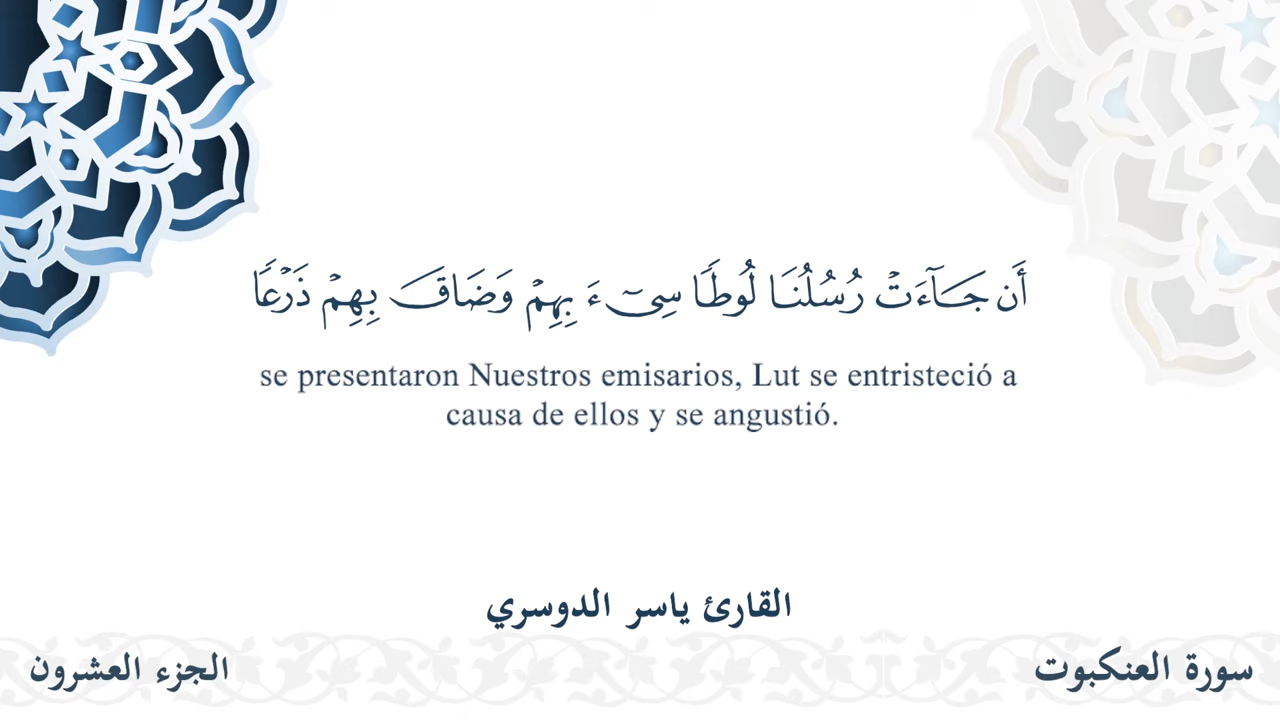 أَن جَآءَتْ رُسُلُنَا لُوطًا سِىٓءَ بِهِمْ وَضَاقَ بِهِمْ ذَرْعًا
se presentaron Nuestros emisarios, Lut se entristeció a
causa de ellos y se angustió.
القارئ ياسر الدوسري
سورة العنكبوت
الجزء العشرون